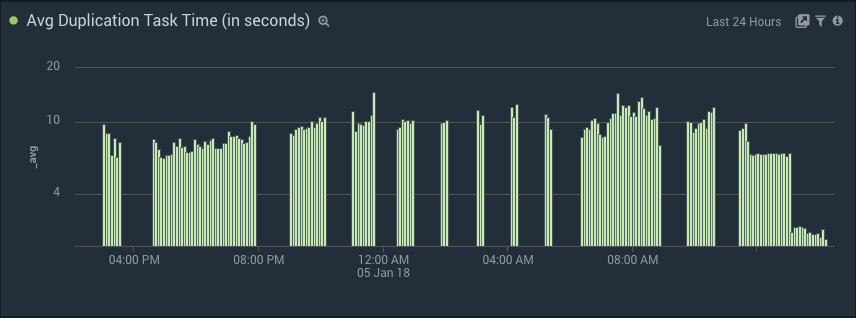 Avg Duplication Task Time (in seconds)
Last 24 Hours
20
10
4
_avg
04:00 PM
08:00 PM
12:00 AM
05 Jan 18
04:00 AM
08:00 AM